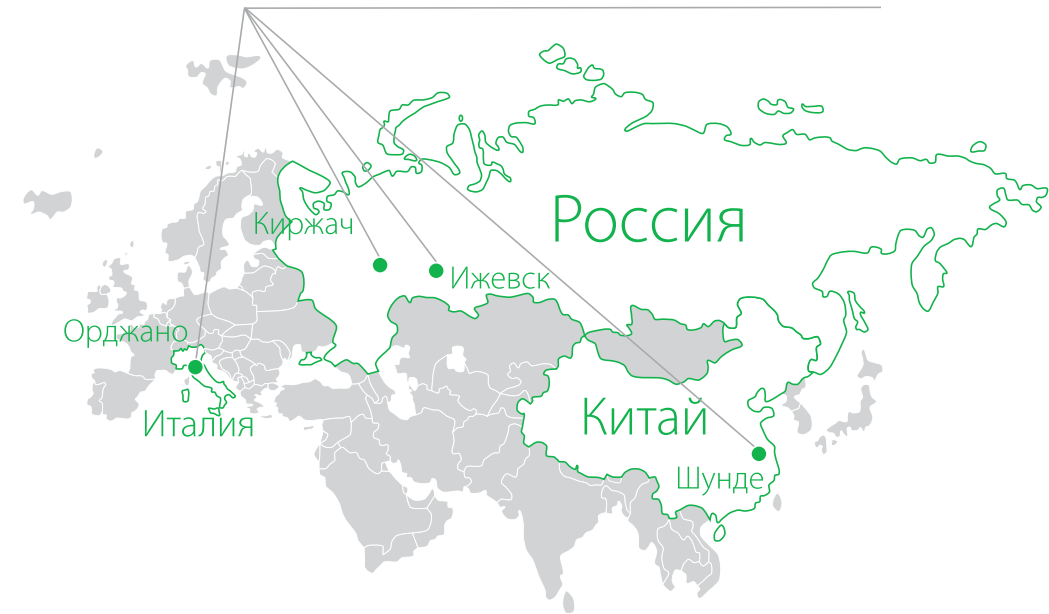 Россия
Киржач
Ижевск
Орджано
Италия
Китай
Шунде